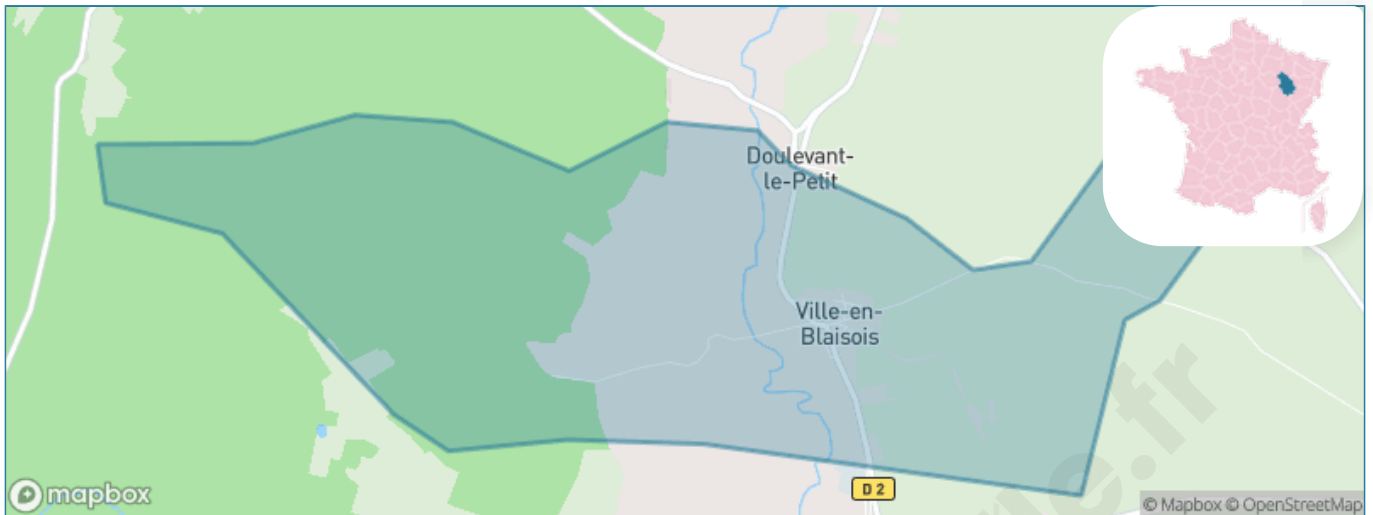 Doulevant-
le-Petit
Ville-en-
Blaisois
D 2
mapbox
© Mapbox © OpenStreetMap